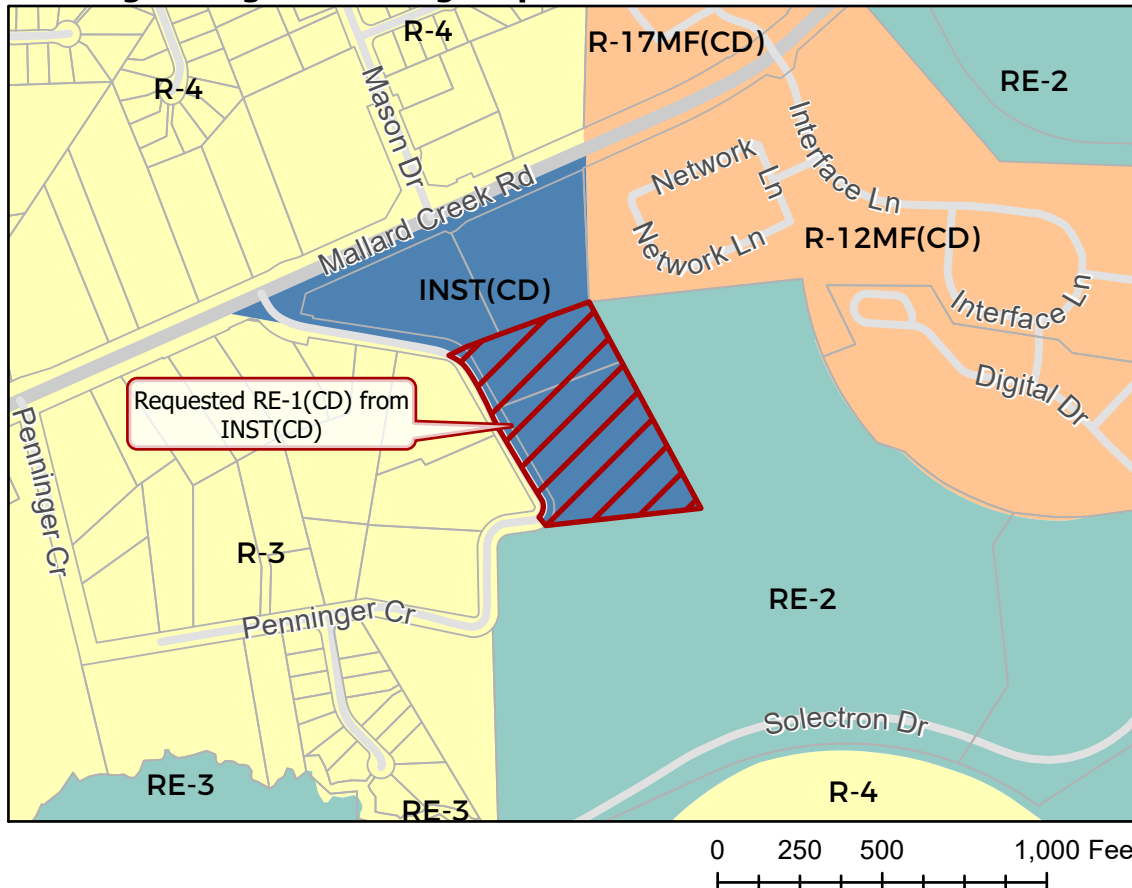 R-4
R-17MF(CD)
RE-2
R-4
Mason Dr
Interface Ln
Network
Ln
Mallard Creek Rd
Network Ln
R-12MF(CD)
INST(CD)
Interface
Ln
Digital Dr
Requested RE-1(CD) from
INST(CD)
Penninger Cr
R-3
RE-2
Penninger Cr
Solectron Dr
RE-3
R-4
RE-3
0 250 500 1,000 Fee